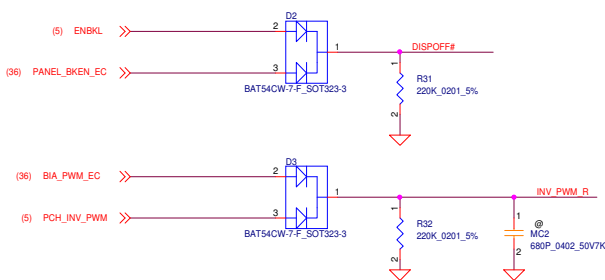 D2
(5) ENBKL 2
1 DISPOFF#
(36) PANEL_BKEN_EC 3
BAT54CW-7-F_SOT323-3
1
R31
220K_0201_5%
2
D3
(36) BIA_PWM_EC 2
1 INV_PWM_R
(5) PCH_INV_PWM 3
BAT54CW-7-F_SOT323-3
1
R32
220K_0201_5%
2
1
@
MC2
680P_0402_50V7K
2